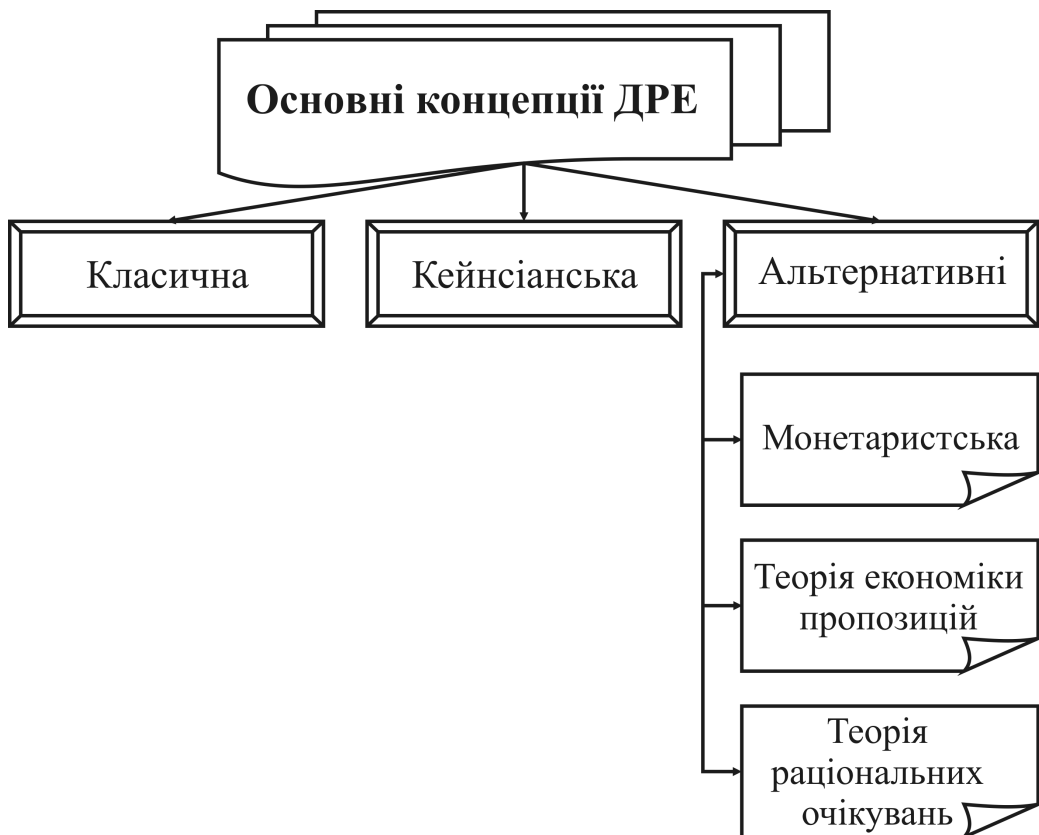 Основні концепції ДРЕ
Класична
Кейнсіанська
Альтернативні
Монетаристська
Теорія економіки
пропозицій
Теорія
раціональних
очікувань